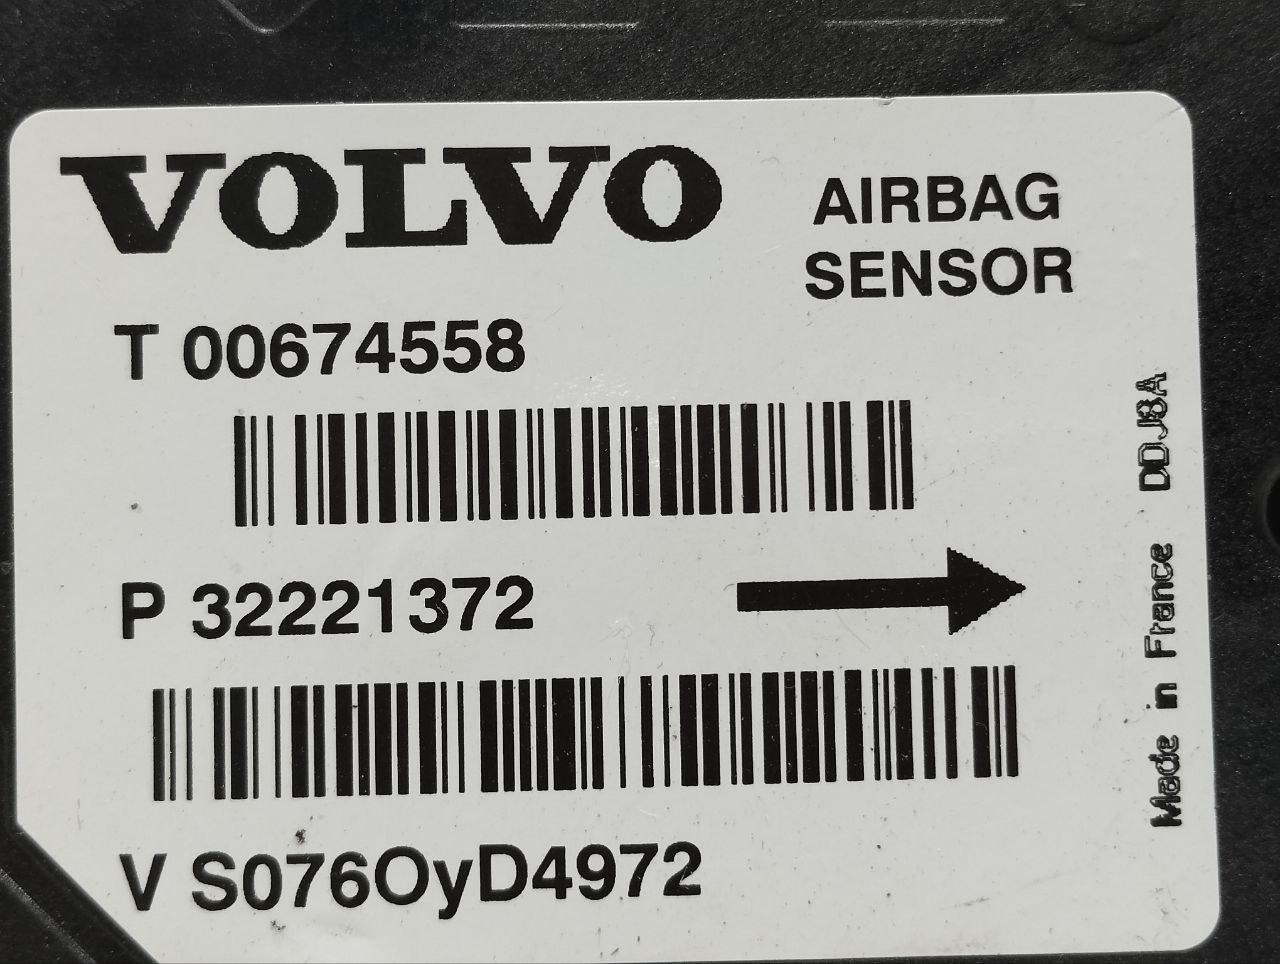 VOLVO
AIRBAG
SENSOR
T 00674558
P 32221372
V S076OyD4972
Made in France DDJ8A